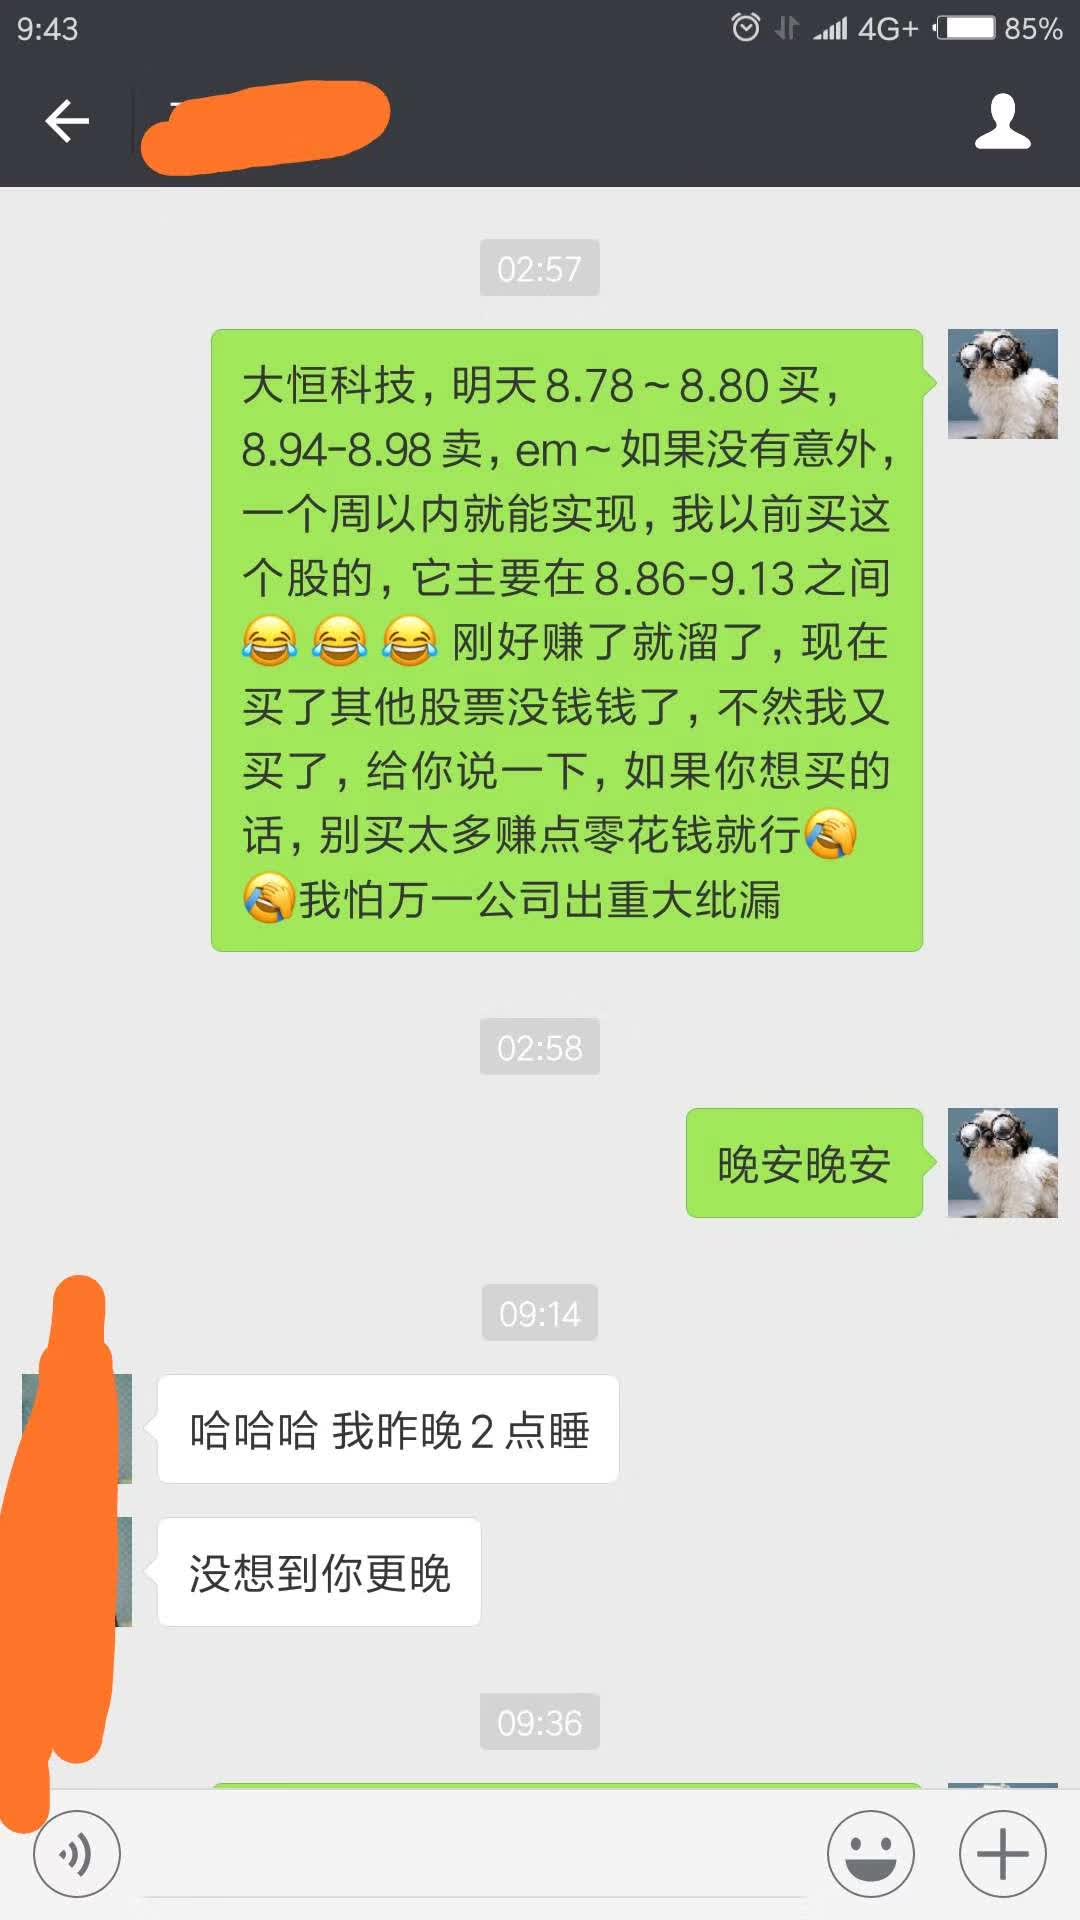 9:43
4G+
85%
02:57
大恒科技, 明天8.78~8.80买,
8.94-8.98卖, em~如果没有意外,
一个周以内就能实现, 我以前买这
个股的, 它主要在8.86-9.13之间
😂😂😂刚好赚了就溜了, 现在
买了其他股票没钱钱了, 不然我又
买了, 给你说一下, 如果你想买的
话, 别买太多赚点零花钱就行🤦
🤦我怕万一公司出重大纰漏
02:58
晚安晚安
09:14
哈哈哈 我昨晚2点睡
没想到你更晚
09:36